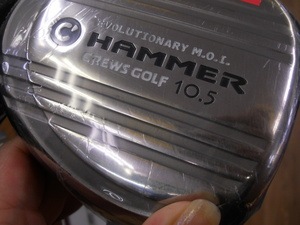 EVOLUTIONARY M.O.I.
C HAMMER
CREWS GOLF 10.5